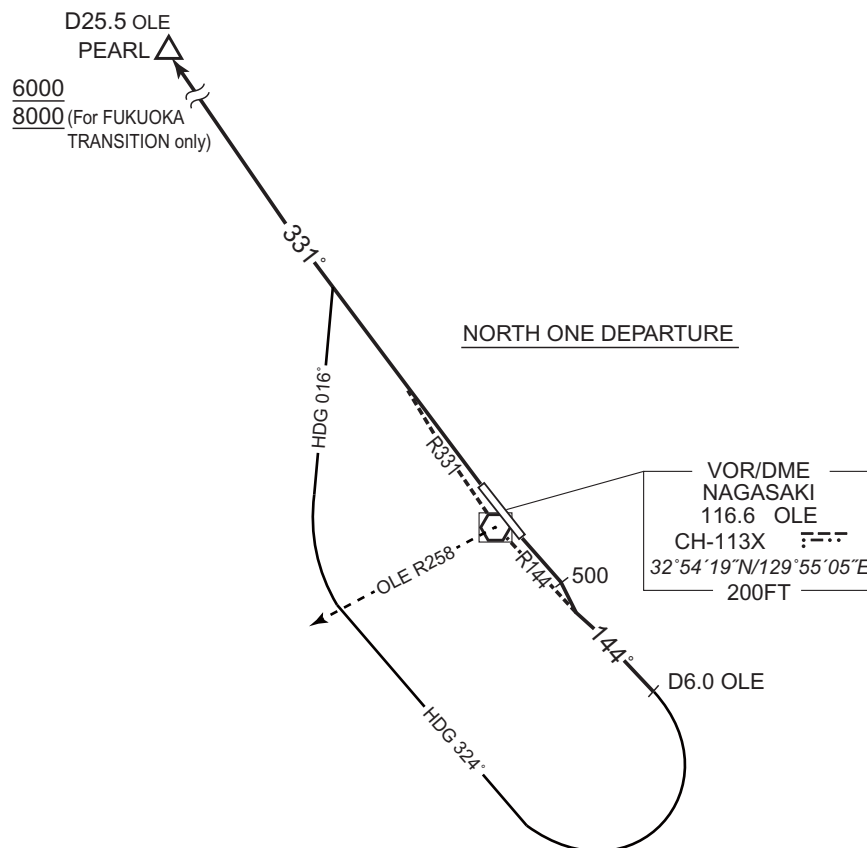 D25.5 OLE
PEARL
6000
8000 (For FUKUOKA
TRANSITION only)
331°
NORTH ONE DEPARTURE
HDG 016°
R331
VOR/DME
NAGASAKI
116.6 OLE
CH-113X
32°54´19˝N/129°55´05˝E
200FT
OLE R258
R144
500
144°
D6.0 OLE
HDG 324°